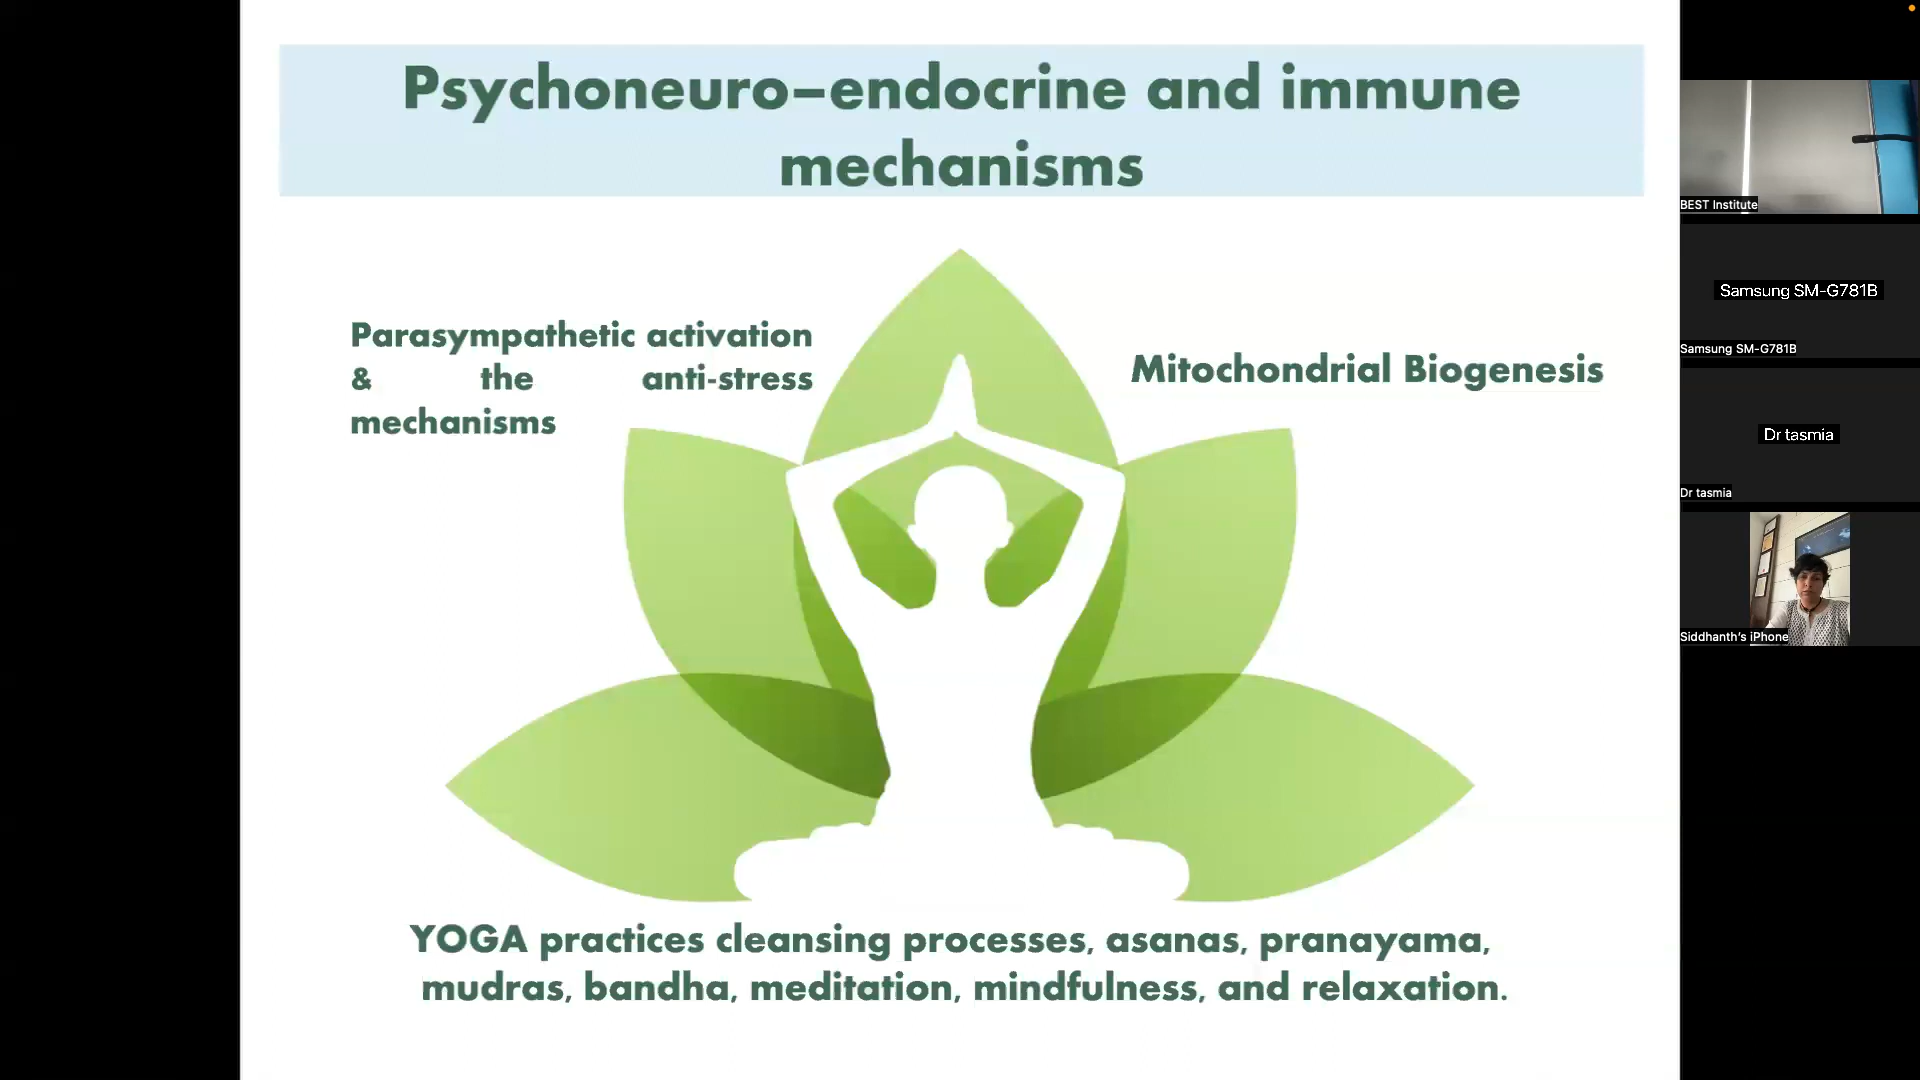 Psychoneuro–endocrine and immune
mechanisms
Parasympathetic activation
& the anti-stress
mechanisms
Mitochondrial Biogenesis
YOGA practices cleansing processes, asanas, pranayama,
mudras, bandha, meditation, mindfulness, and relaxation.
BEST Institute
Samsung SM-G781B
Samsung SM-G781B
Dr tasmia
Dr tasmia
Siddhanth's iPhone